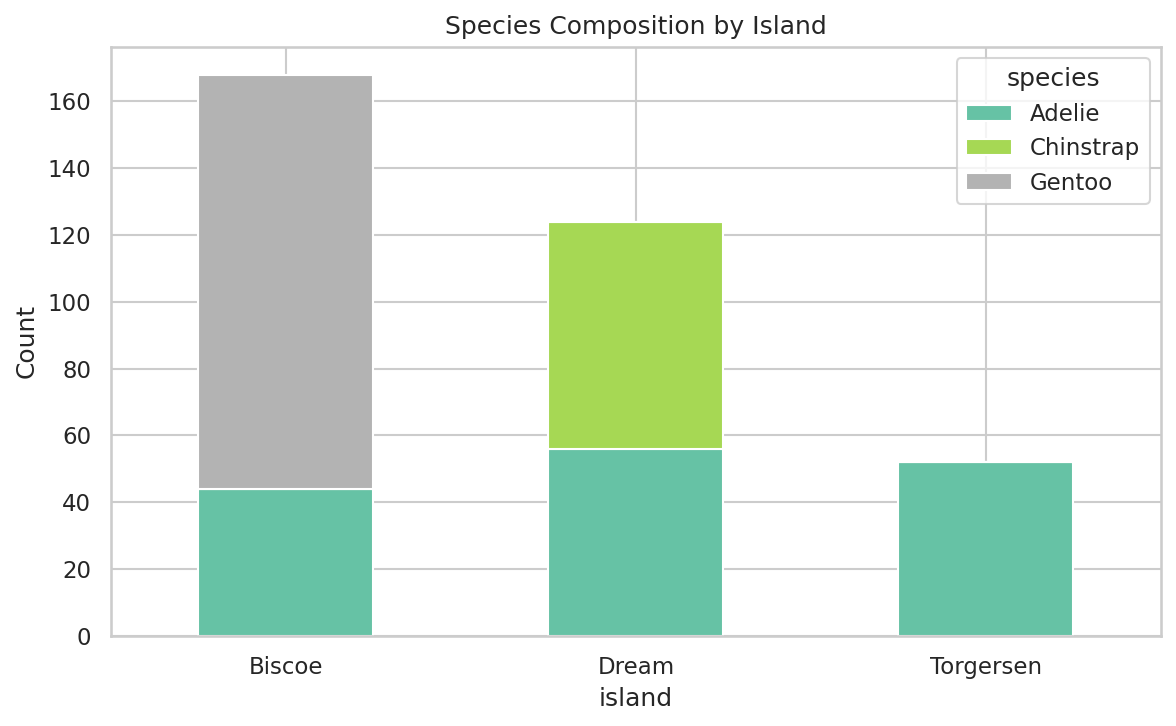 Species Composition by Island
species
Adelie
Chinstrap
Gentoo
Count
160
140
120
100
80
60
40
20
0
Biscoe Dream Torgersen
island